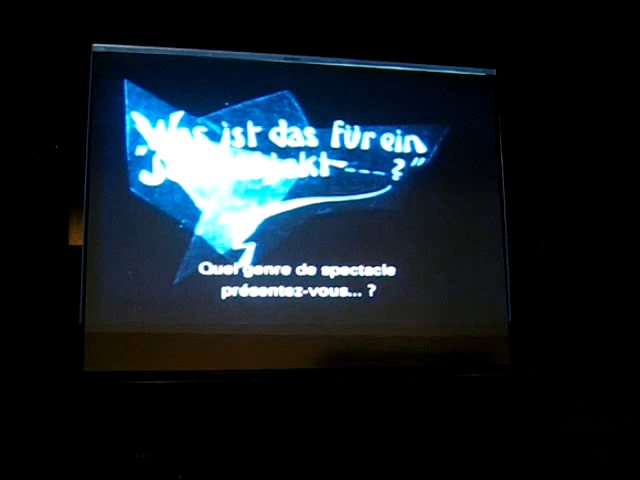 Was ist das für ein
----?"
Quel genre de spectacle
présentez-vous... ?